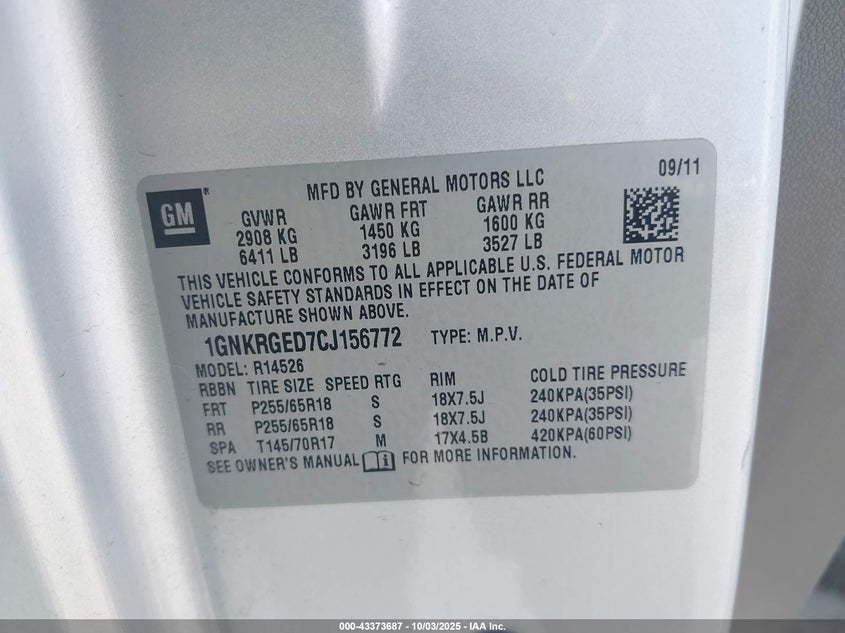 MFD BY GENERAL MOTORS LLC 09/11
GM®
GVWR GAWR FRT GAWR RR
2908 KG 1450 KG 1600 KG
6411 LB 3196 LB 3527 LB
THIS VEHICLE CONFORMS TO ALL APPLICABLE U.S. FEDERAL MOTOR
VEHICLE SAFETY STANDARDS IN EFFECT ON THE DATE OF
MANUFACTURE SHOWN ABOVE.
1GNKRGED7CJ156772 TYPE: M.P.V.
MODEL: R14526
RBBN TIRE SIZE SPEED RTG RIM COLD TIRE PRESSURE
FRT P255/65R18 S 18X7.5J 240KPA(35PSI)
RR P255/65R18 S 18X7.5J 240KPA(35PSI)
SPA T145/70R17 M 17X4.5B 420KPA(60PSI)
SEE OWNER'S MANUAL i FOR MORE INFORMATION.
000-43373687 - 10/03/2025 - IAA Inc.